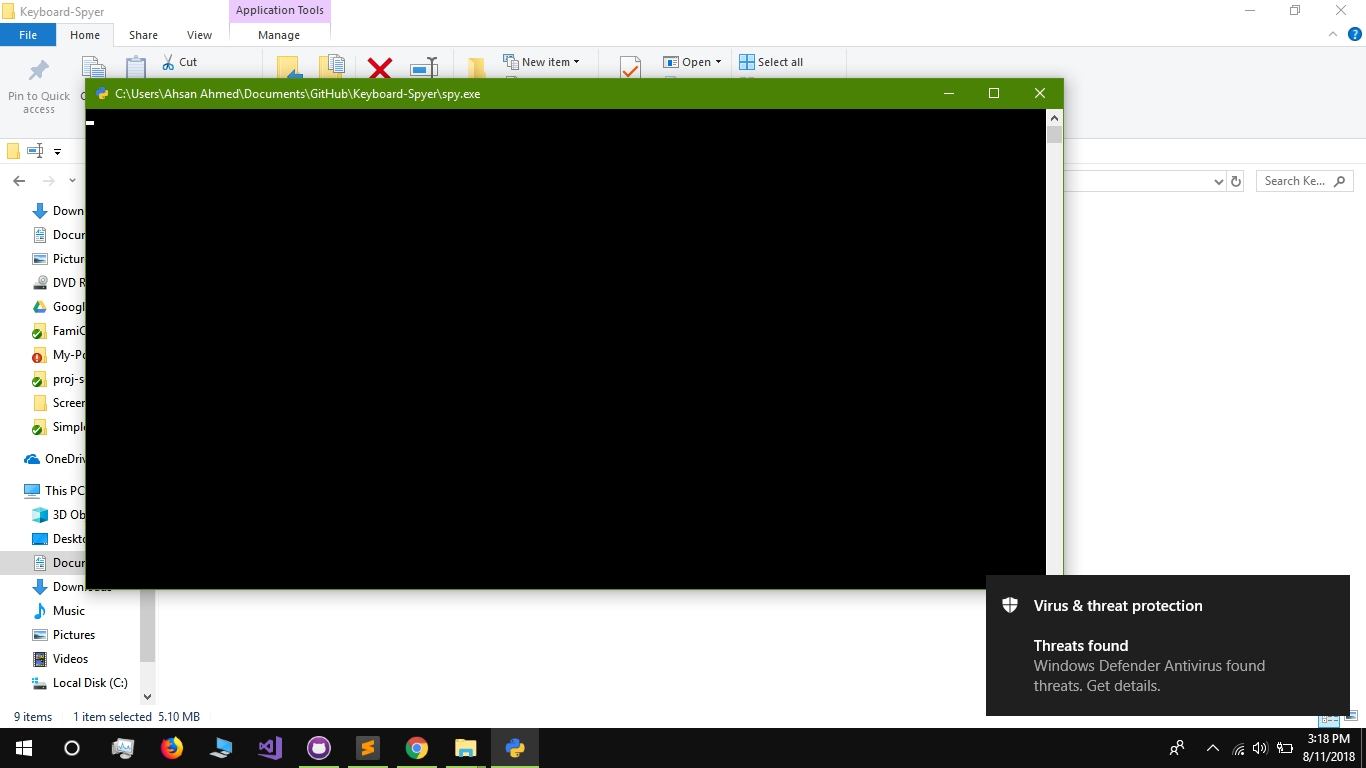 Keyboard-Spyer
Application Tools
File
Home
Share
View
Manage
Pin to Quick
access
Cut
New item
Open
Select all
C:\Users\Ahsan Ahmed\Documents\GitHub\Keyboard-Spyer\spy.exe
Search Ke...
Down
Docur
Pictur
DVD R
Googl
FamiC
My-Po
proj-s
Screer
Simpl
OneDriv
This PC
3D Ob
Deskto
Docur
Downloads
Music
Pictures
Videos
Local Disk (C:)
Virus & threat protection
Threats found
Windows Defender Antivirus found
threats. Get details.
9 items
1 item selected 5.10 MB
3:18 PM
8/11/2018